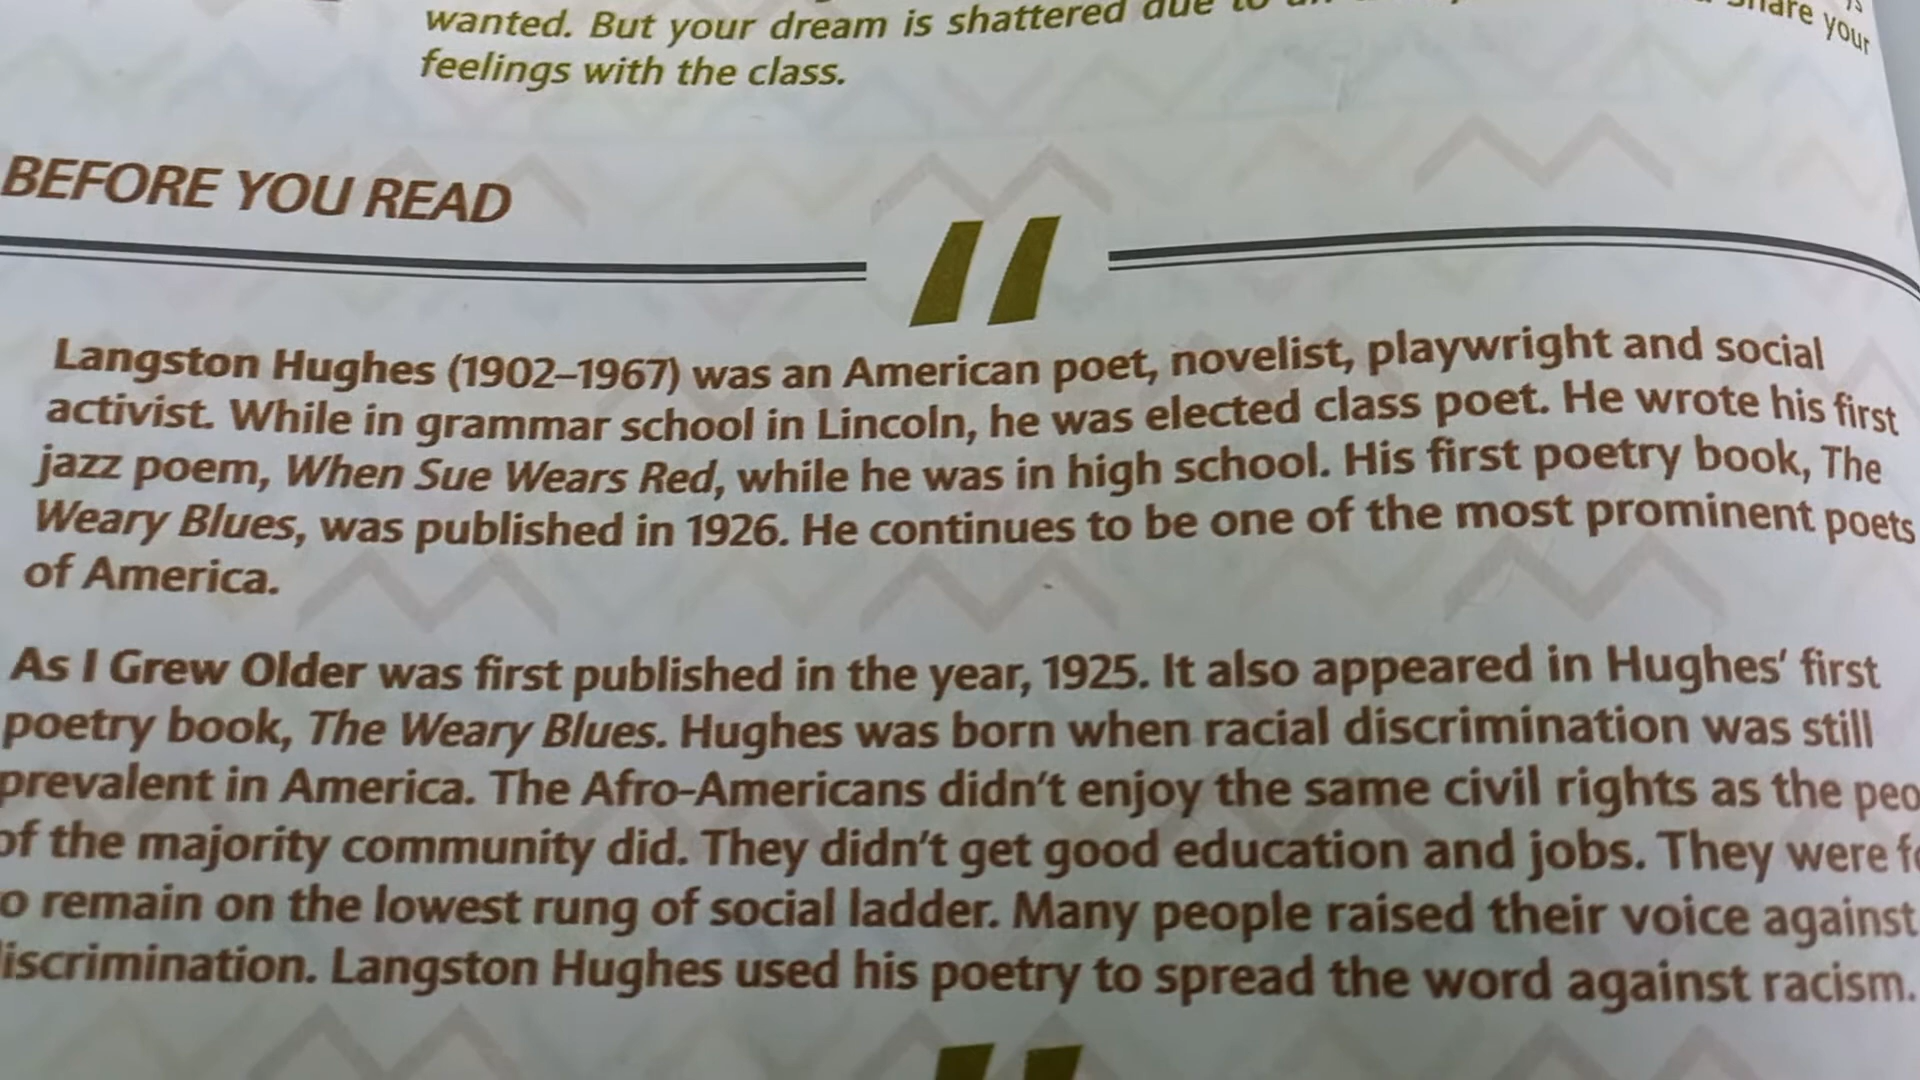 wanted. But your dream is shattered due to share your
feelings with the class.
BEFORE YOU READ
Langston Hughes (1902–1967) was an American poet, novelist, playwright and social
activist. While in grammar school in Lincoln, he was elected class poet. He wrote his first
jazz poem, When Sue Wears Red, while he was in high school. His first poetry book, The
Weary Blues, was published in 1926. He continues to be one of the most prominent poets
of America.
As I Grew Older was first published in the year, 1925. It also appeared in Hughes' first
poetry book, The Weary Blues. Hughes was born when racial discrimination was still
prevalent in America. The Afro-Americans didn't enjoy the same civil rights as the peo
of the majority community did. They didn't get good education and jobs. They were
o remain on the lowest rung of social ladder. Many people raised their voice against
iscrimination. Langston Hughes used his poetry to spread the word against racism.